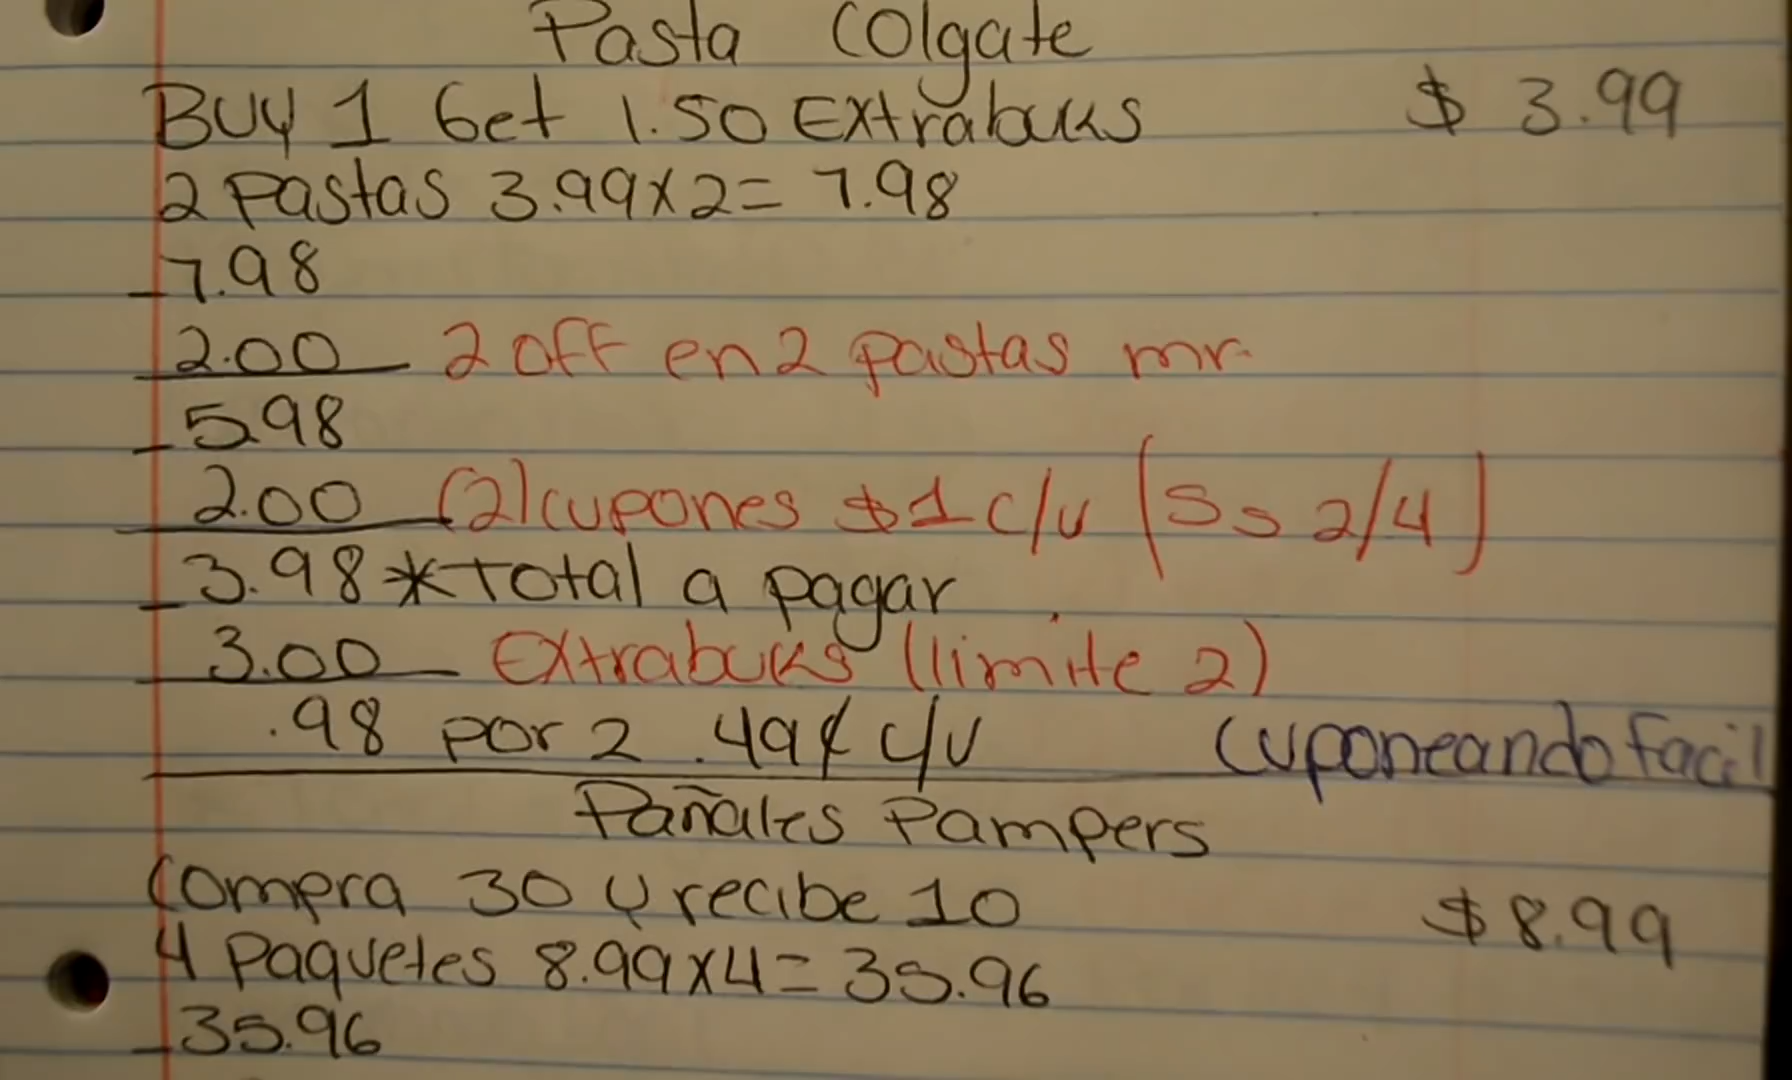 Pasta Colgate
BUY 1 Get 1.50 Extrabuks $ 3.99
2 Pastas 3.99x2= 7.98
7.98
2.00 2 off en 2 pastas mr.
5.98
2.00 (2) cupones $1 c/u (Ss 2/4)
3.98 * Total a pagar
3.00 Extrabuks (limite 2)
.98 por 2 .49¢ c/u
Cuponeando facil
Pañales Pampers
Compra 30 y recibe 10 $8.99
4 Paquetes 8.99x4= 35.96
35.96